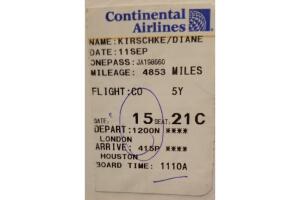 Continental
Airlines
NAME: KIRSCHKE/DIANE
DATE: 11SEP
ONEPASS: JA198660
MILEAGE: 4853 MILES
FLIGHT: CO 5Y
GATE: 15 SEAT: 21C
DEPART: 1200N ****
LONDON
ARRIVE: 415P ****
HOUSTON
BOARD TIME: 1110A